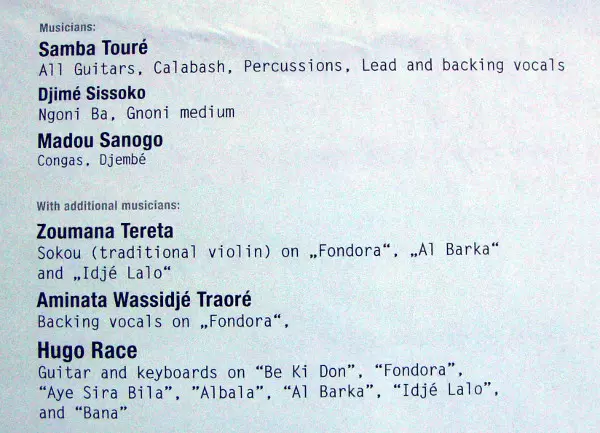 Musicians:
Samba Touré
All Guitars, Calabash, Percussions, Lead and backing vocals
Djimé Sissoko
Ngoni Ba, Gnoni medium
Madou Sanogo
Congas, Djembé
With additional musicians:
Zoumana Tereta
Sokou (traditional violin) on „Fondora“, „Al Barka“
and „Idjé Lalo“
Aminata Wassidjé Traoré
Backing vocals on „Fondora“,
Hugo Race
Guitar and keyboards on “Be Ki Don”, “Fondora”,
“Aye Sira Bila”, ”Albala”, “Al Barka”, “Idjé Lalo”,
and “Bana”